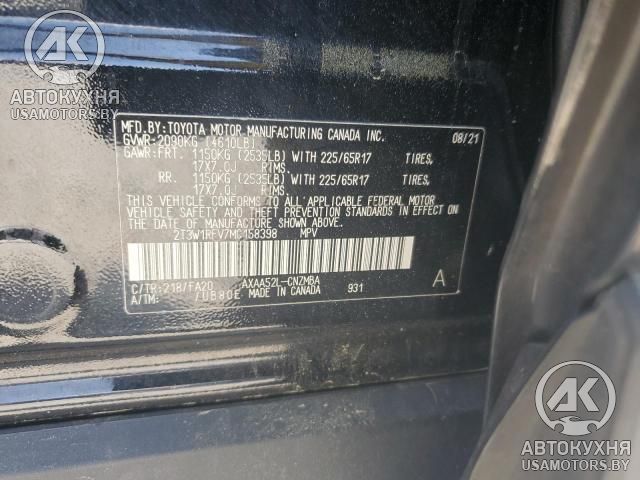 АК
АВТОКУХНЯ
USAMOTORS.BY
MFD.BY:TOYOTA MOTOR MANUFACTURING CANADA INC. 08/21
GVWR-2090KG (4610LB)
GAWR:FRT. 1150KG (2535LB) WITH 225/65R17 TIRES,
17X7.0J RIMS.
RR. 1150KG (2535LB) WITH 225/65R17 TIRES,
17X7.0J RIMS.
THIS VEHICLE CONFORMS TO ALL APPLICABLE FEDERAL MOTOR
VEHICLE SAFETY STANDARDS IN EFFECT ON
THE DATE OF MANUFACTURE SHOWN ABOVE.
2T3W1RFV7MC158398 MPV
C/TR:218/FA20 AXAA52L-CNZMBA
A/TM: /UB80E MADE IN CANADA 931
A
АК
АВТОКУХНЯ
USAMOTORS.BY